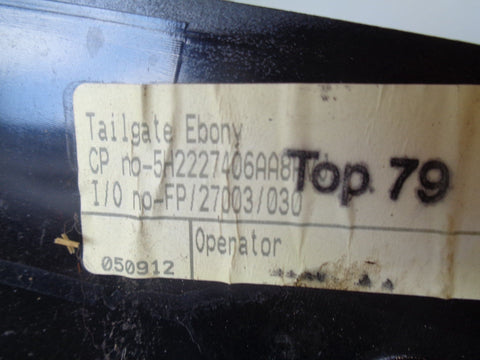 Tailgate Ebony
CP no-5H2227406AA8
Top 79
I/O no-FP/27003/030
050912
Operator